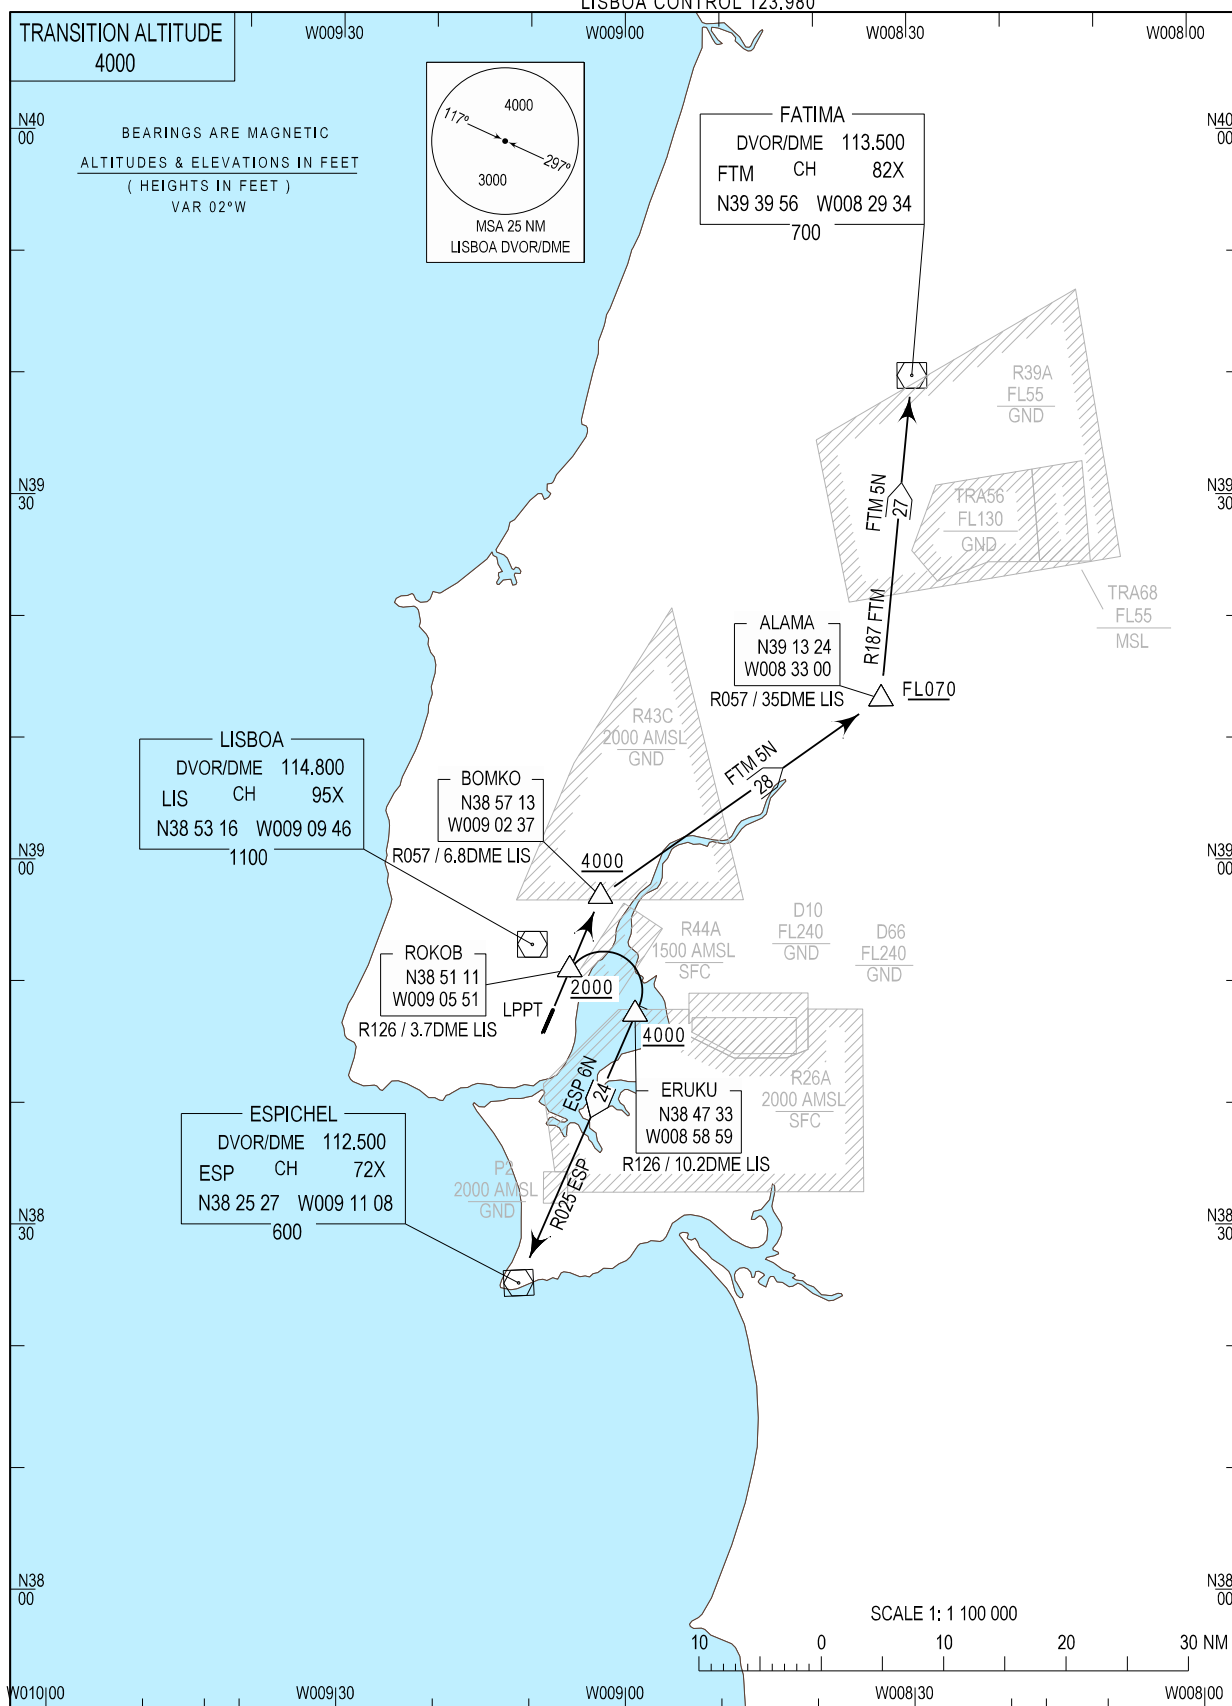 LISBOA CONTROL 123.980
TRANSITION ALTITUDE
4000
W009 30
W009 00
W008 30
W008 00
N40
00
N40
00
BEARINGS ARE MAGNETIC
ALTITUDES & ELEVATIONS IN FEET
( HEIGHTS IN FEET )
VAR 02°W
4000
117°
297°
3000
MSA 25 NM
LISBOA DVOR/DME
FATIMA
DVOR/DME 113.500
FTM CH 82X
N39 39 56 W008 29 34
700
R39A
FL55
GND
N39
30
N39
30
FTM 5N
27
TRA56
FL130
GND
TRA68
FL55
MSL
R187 FTM
ALAMA
N39 13 24
W008 33 00
R057 / 35DME LIS
FL070
R43C
2000 AMSL
GND
FTM 5N
28
LISBOA
DVOR/DME 114.800
LIS CH 95X
N38 53 16 W009 09 46
1100
BOMKO
N38 57 13
W009 02 37
R057 / 6.8DME LIS
4000
N39
00
N39
00
R44A
1500 AMSL
SFC
D10
FL240
GND
D66
FL240
GND
ROKOB
N38 51 11
W009 05 51
R126 / 3.7DME LIS
2000
LPPT
4000
ESP 6N
24
ERUKU
N38 47 33
W008 58 59
R126 / 10.2DME LIS
R26A
2000 AMSL
SFC
ESPICHEL
DVOR/DME 112.500
ESP CH 72X
N38 25 27 W009 11 08
600
P2
2000 AMSL
GND
R025 ESP
N38
30
N38
30
N38
00
N38
00
SCALE 1: 1 100 000
10 0 10 20 30 NM
W010 00
W009 30
W009 00
W008 30
W008 00